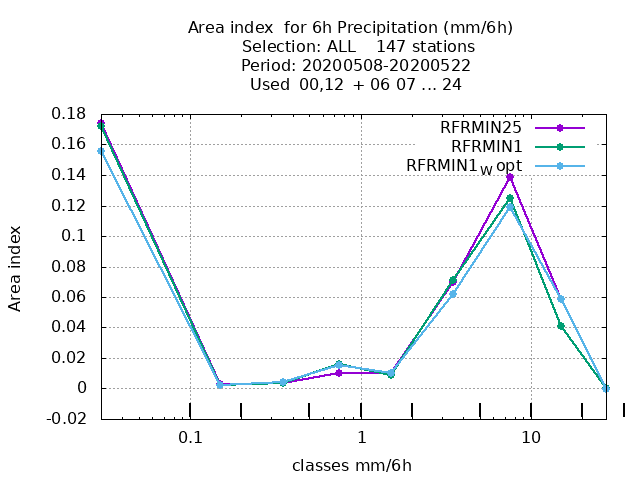 Area index  for 6h Precipitation (mm/6h)
Selection: ALL    147 stations
Period: 20200508-20200522
Used  00,12  + 06 07 ... 24
RFRMIN25
RFRMIN1
RFRMIN1w opt
0.18
0.16
0.14
0.12
0.1
0.08
0.06
0.04
0.02
0
-0.02
Area index
0.1
1
10
classes mm/6h